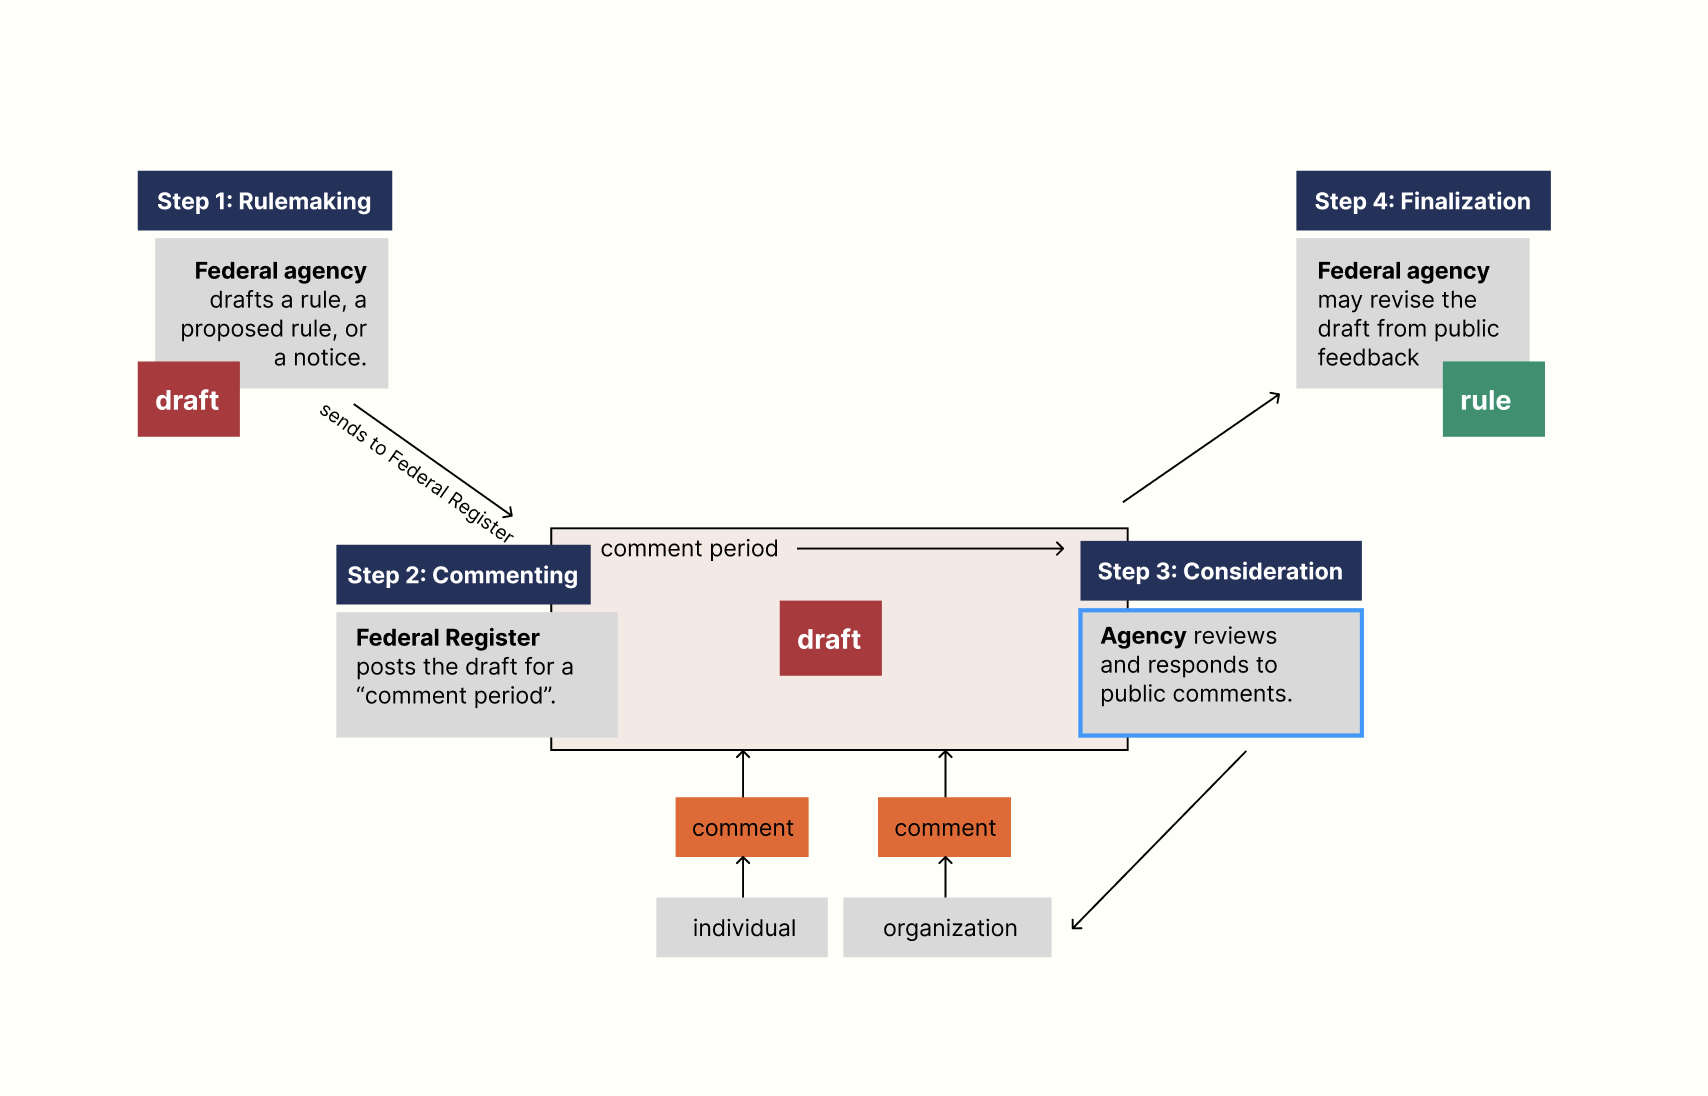 Step 1: Rulemaking
Federal agency
drafts a rule, a
proposed rule, or
a notice.
draft
sends to Federal Register
Step 2: Commenting
Federal Register
posts the draft for a
“comment period”.
comment period
draft
comment
comment
individual
organization
Step 3: Consideration
Agency reviews
and responds to
public comments.
Step 4: Finalization
Federal agency
may revise the
draft from public
feedback
rule